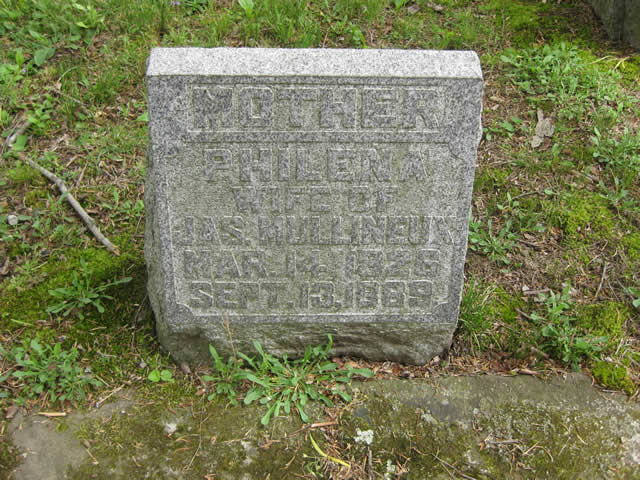 MOTHER
PHILENA
WIFE OF
JAS. MULLINEUX
MAR. 14. 1826
SEPT. 13. 1889.